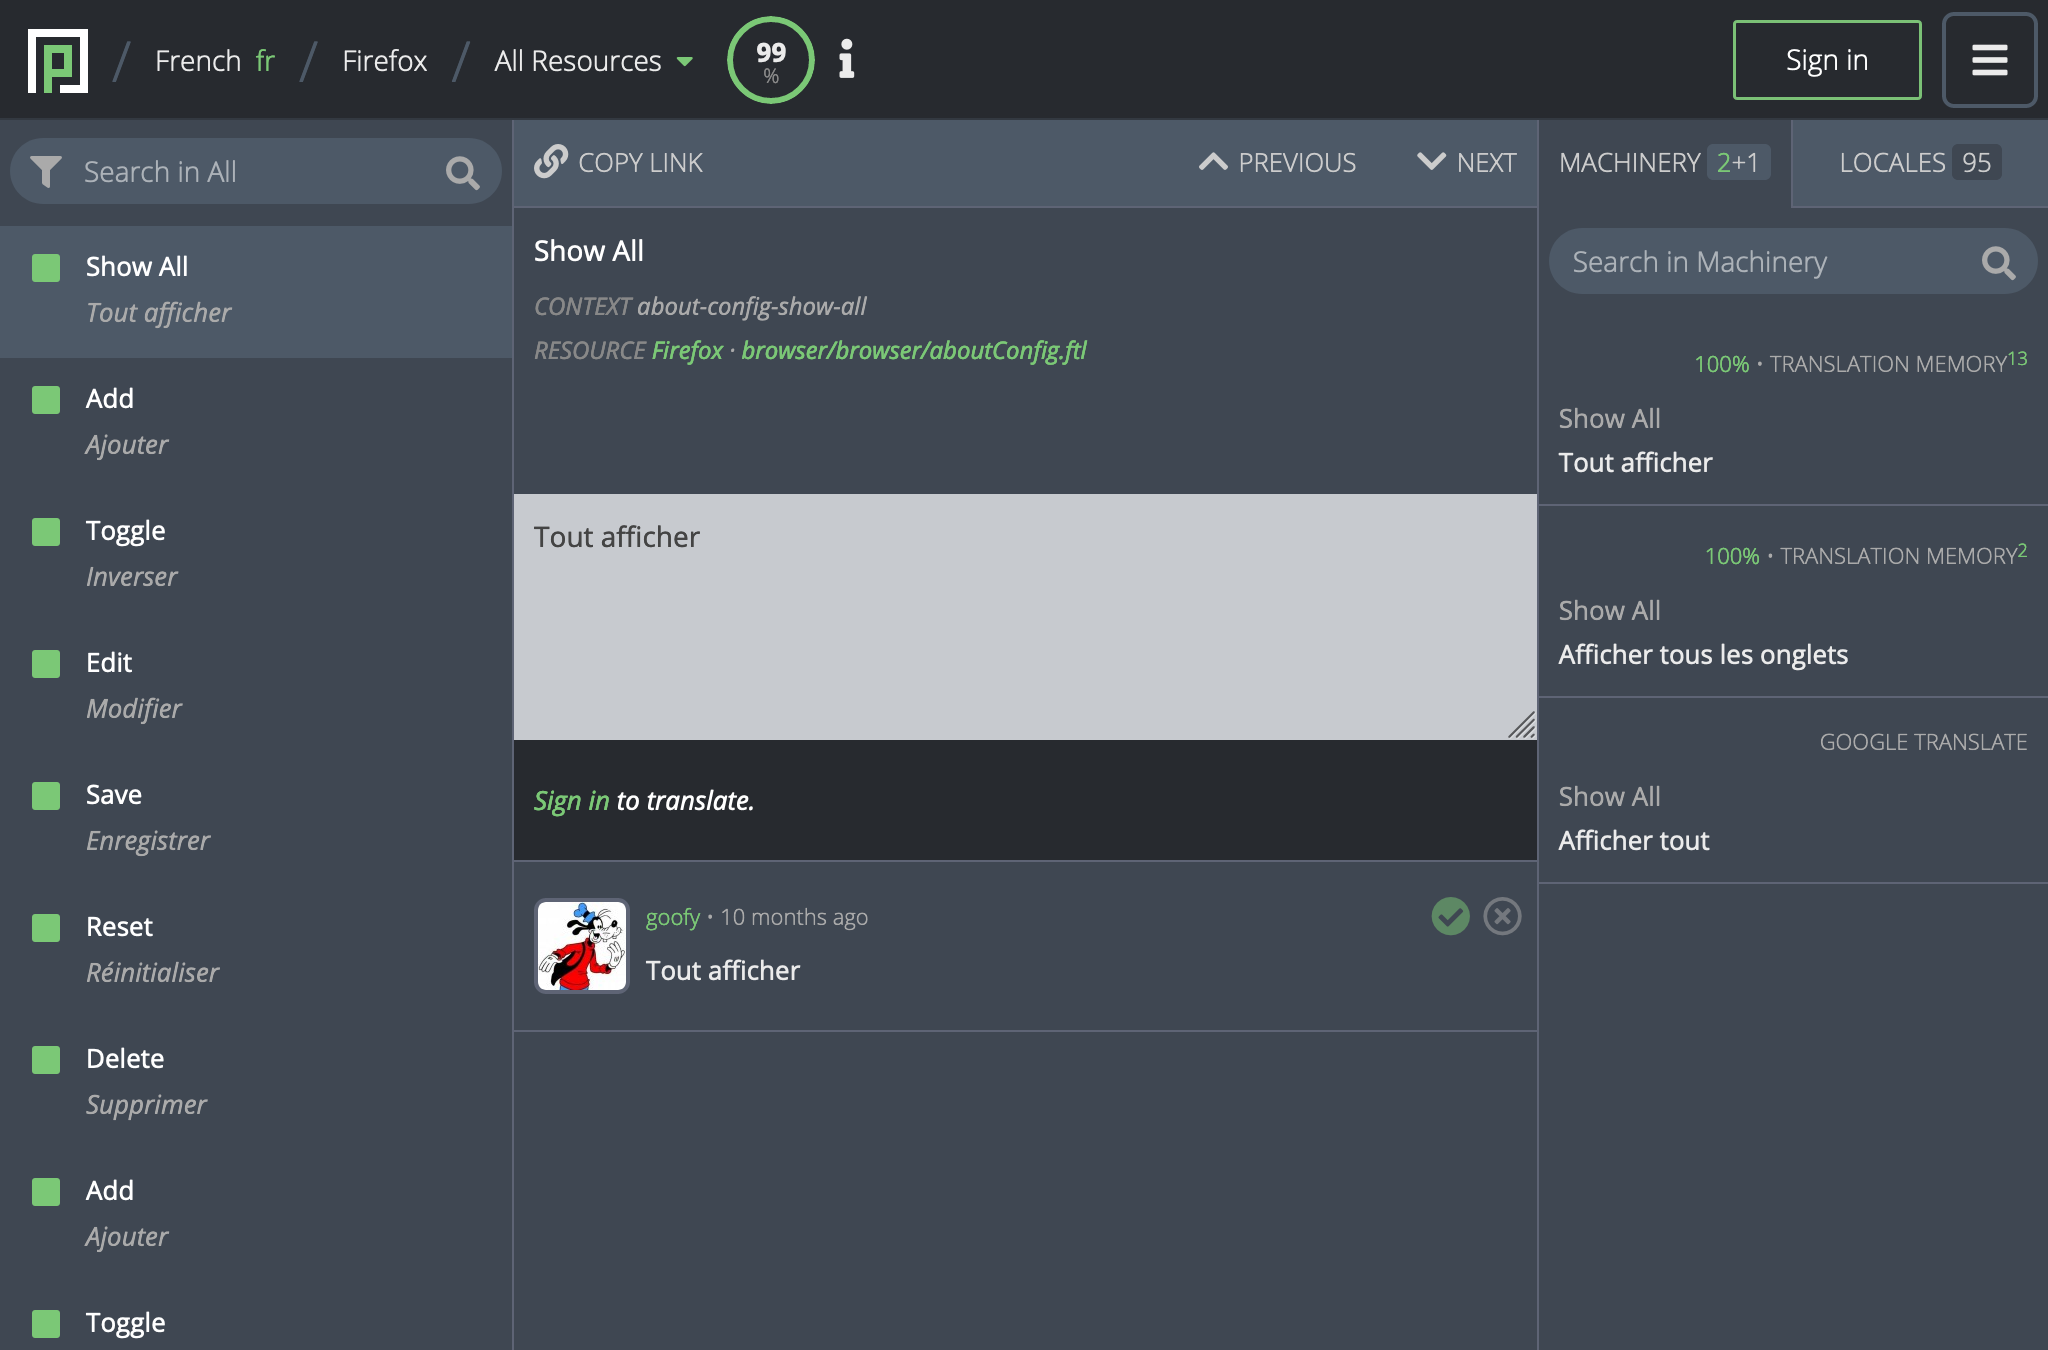 French fr
Firefox
All Resources
99
%
Sign in
Search in All
Show All
Tout afficher
Add
Ajouter
Toggle
Inverser
Edit
Modifier
Save
Enregistrer
Reset
Réinitialiser
Delete
Supprimer
Add
Ajouter
Toggle
COPY LINK
PREVIOUS
NEXT
Show All
CONTEXT about-config-show-all
RESOURCE Firefox · browser/browser/aboutConfig.ftl
Tout afficher
Sign in to translate.
goofy • 10 months ago
Tout afficher
MACHINERY 2+1
LOCALES 95
Search in Machinery
100% • TRANSLATION MEMORY13
Show All
Tout afficher
100% • TRANSLATION MEMORY2
Show All
Afficher tous les onglets
GOOGLE TRANSLATE
Show All
Afficher tout